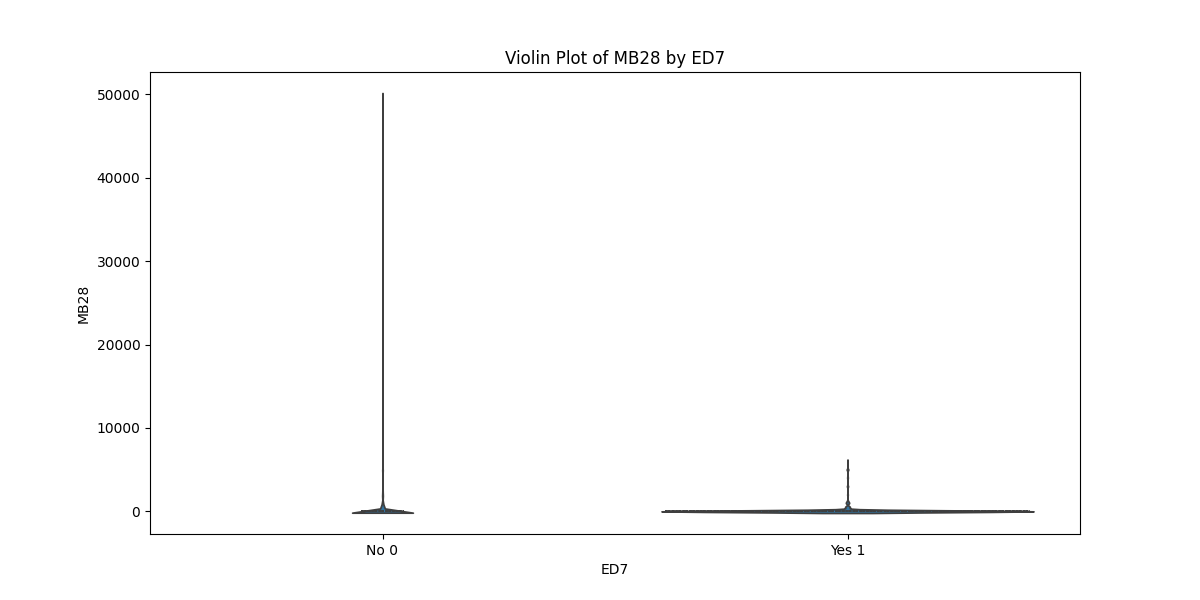 Violin Plot of MB28 by ED7
50000
40000
30000
20000
10000
0
MB28
No 0
Yes 1
ED7